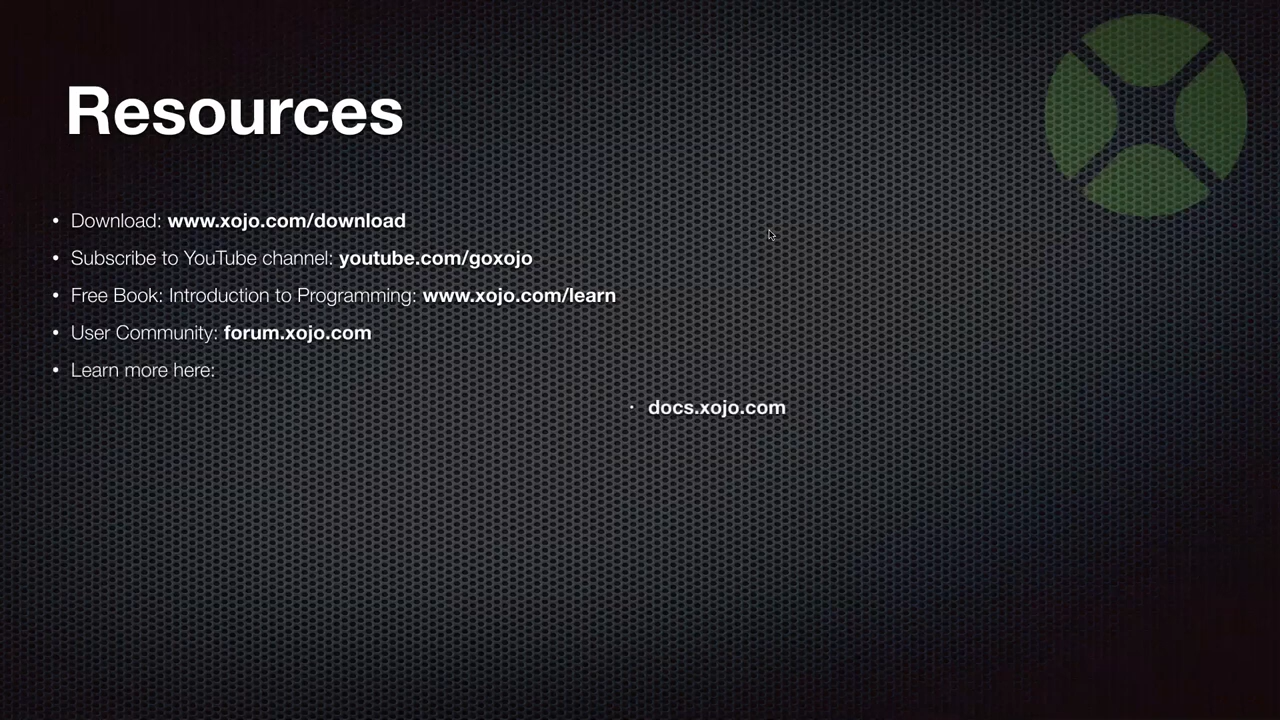 Resources
• Download: www.xojo.com/download
• Subscribe to YouTube channel: youtube.com/goxojo
• Free Book: Introduction to Programming: www.xojo.com/learn
• User Community: forum.xojo.com
• Learn more here:
• docs.xojo.com